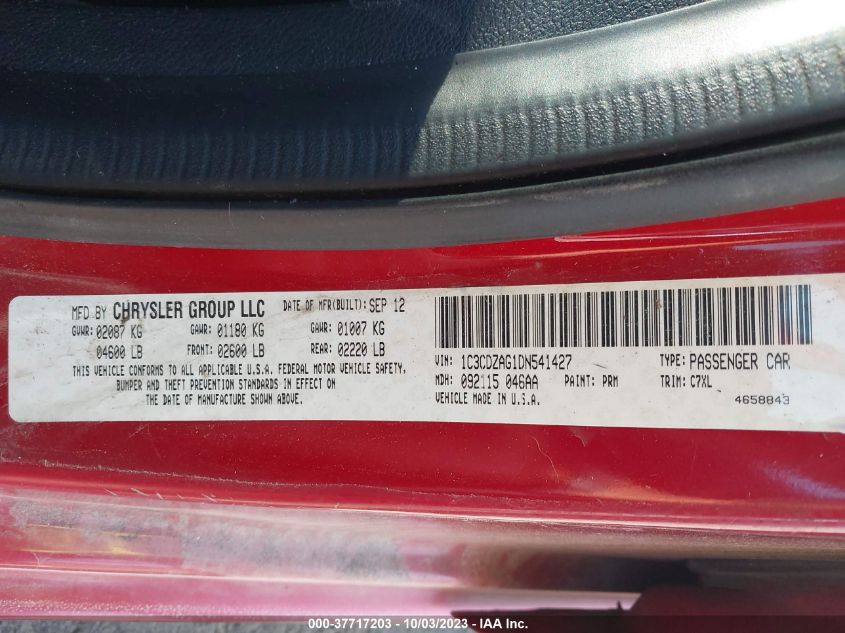 MFD BY CHRYSLER GROUP LLC DATE OF MFR(BUILT): SEP 12
GVWR: 02087 KG GAWR: 01180 KG GAWR: 01007 KG
04600 LB FRONT: 02600 LB REAR: 02220 LB
THIS VEHICLE CONFORMS TO ALL APPLICABLE U.S.A. FEDERAL MOTOR VEHICLE SAFETY,
BUMPER AND THEFT PREVENTION STANDARDS IN EFFECT ON
THE DATE OF MANUFACTURE SHOWN ABOVE.
VIN: 1C3CDZAG1DN541427 TYPE: PASSENGER CAR
MDH: 092115 046AA PAINT: PRM TRIM: C7XL
VEHICLE MADE IN U.S.A. 4658843
000-37717203 - 10/03/2023 - IAA Inc.